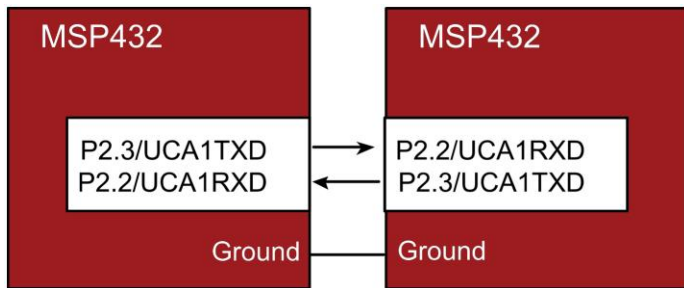 MSP432
P2.3/UCA1TXD
P2.2/UCA1RXD
Ground
MSP432
P2.2/UCA1RXD
P2.3/UCA1TXD
Ground